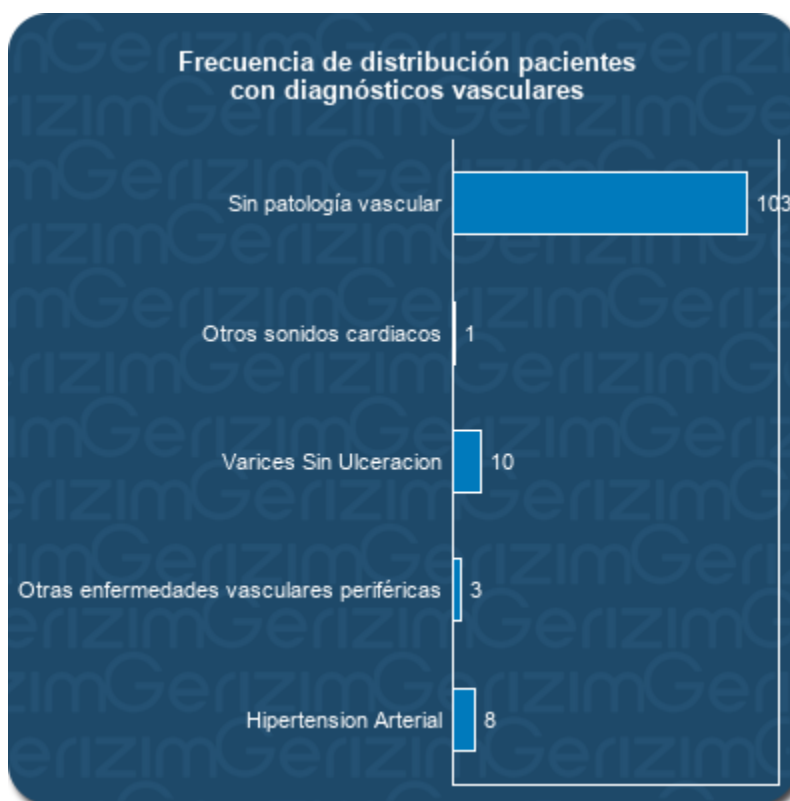 Frecuencia de distribución pacientes
con diagnósticos vasculares
Sin patología vascular 103
Otros sonidos cardiacos 1
Varices Sin Ulceracion 10
Otras enfermedades vasculares periféricas 3
Hipertension Arterial 8